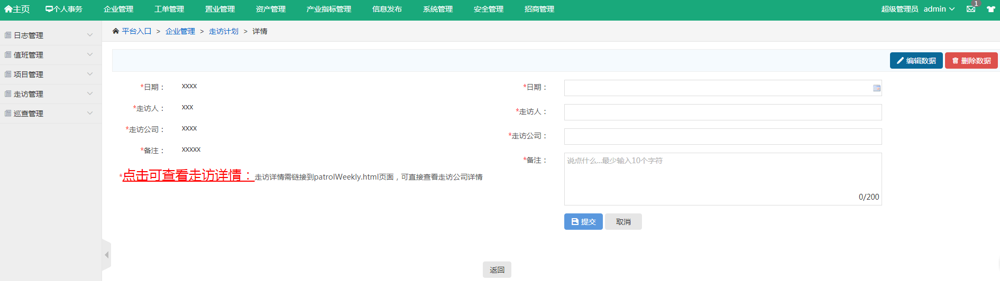 主页 个人事务 企业管理 工单管理 置业管理 资产管理 产业指标管理 信息发布 系统管理 安全管理 招商管理 超级管理员 admin 1
日志管理
值班管理
项目管理
走访管理
巡查管理
平台入口 > 企业管理 > 走访计划 > 详情
编辑数据 删除数据
*日期： xxxx
*走访人： xxx
*走访公司： xxxx
*备注： xxxxx
*点击可查看走访详情：走访详情需链接到patrolWeekly.html页面，可直接查看走访公司详情
*日期：
*走访人：
*走访公司：
*备注： 说点什么...最少输入10个字符
0/200
提交 取消
返回